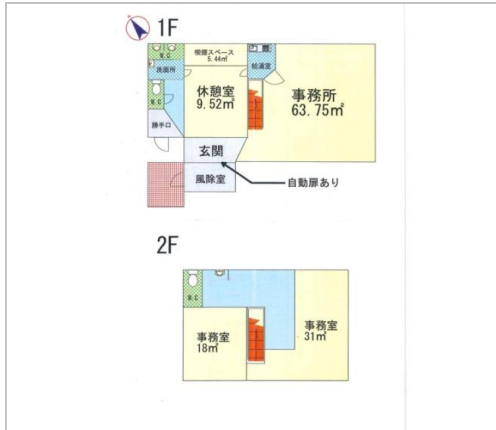 1F
W.C
喫煙スペース
5.44㎡
給湯室
洗面所
休憩室
9.52㎡
事務所
63.75㎡
W.C
勝手口
玄関
風除室
自動扉あり
2F
W.C
事務室
18㎡
事務室
31㎡